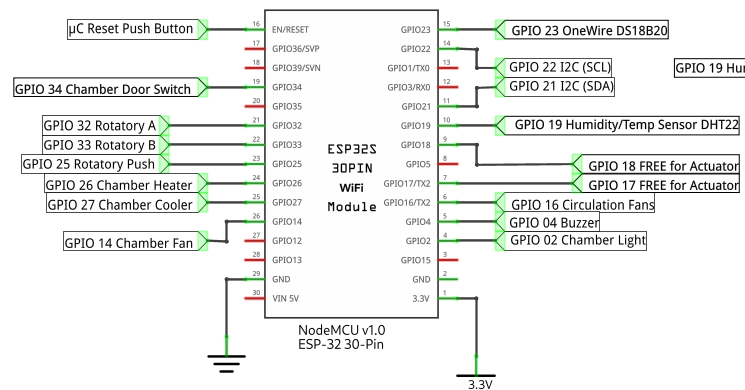 µC Reset Push Button
16 EN/RESET
GPIO23 15
GPIO 23 OneWire DS18B20
17 GPIO36/SVP
GPIO22 14
18 GPIO39/SVN
GPIO1/TX0 13
GPIO 22 I2C (SCL)
GPIO 19 Hur
GPIO 34 Chamber Door Switch
19 GPIO34
GPIO3/RX0 12
GPIO 21 I2C (SDA)
20 GPIO35
GPIO21 11
GPIO 32 Rotatory A
21 GPIO32
GPIO19 10
GPIO 19 Humidity/Temp Sensor DHT22
GPIO 33 Rotatory B
22 GPIO33
GPIO18 9
GPIO 25 Rotatory Push
23 GPIO25
GPIO5 8
GPIO 18 FREE for Actuator
GPIO 26 Chamber Heater
24 GPIO26
GPIO17/TX2 7
GPIO 17 FREE for Actuator
GPIO 27 Chamber Cooler
25 GPIO27
GPIO16/TX2 6
GPIO 16 Circulation Fans
26 GPIO14
GPIO4 5
GPIO 04 Buzzer
GPIO 14 Chamber Fan
27 GPIO12
GPIO2 4
GPIO 02 Chamber Light
28 GPIO13
GPIO15 3
29 GND
GND 2
30 VIN 5V
3.3V 1
ESP32S
30PIN
WiFi
Module
NodeMCU v1.0
ESP-32 30-Pin
3.3V